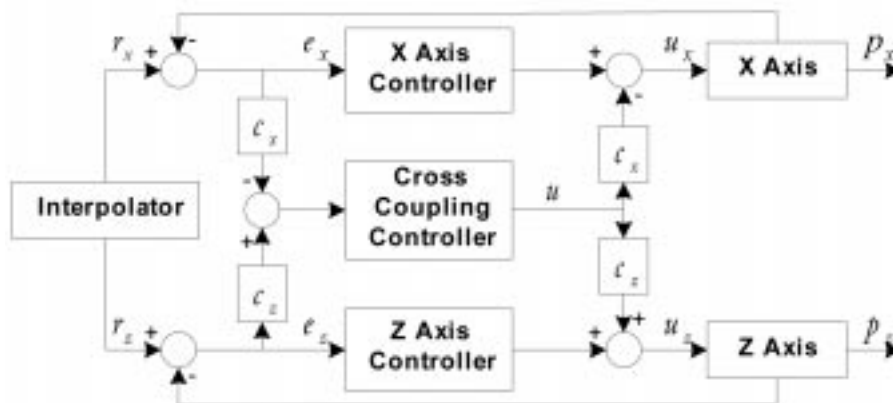 r_x + - e_x X Axis Controller + - u_x X Axis p_x
c_x
c_x
Interpolator
- + Cross Coupling Controller u
c_z
c_z
r_z + - e_z Z Axis Controller + + u_z Z Axis p